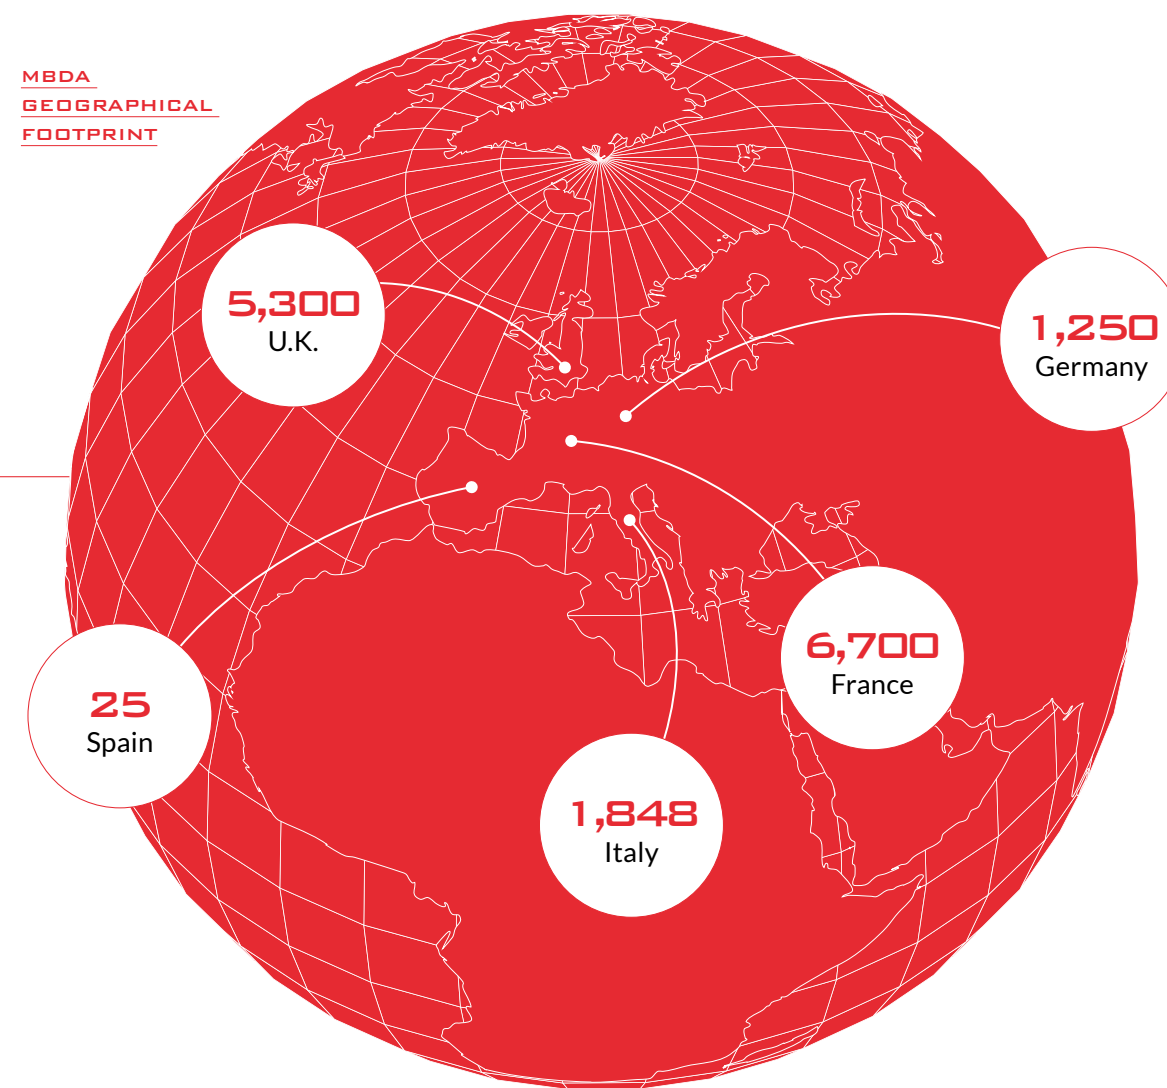 MBDA
GEOGRAPHICAL
FOOTPRINT
5,300
U.K.
1,250
Germany
6,700
France
25
Spain
1,848
Italy